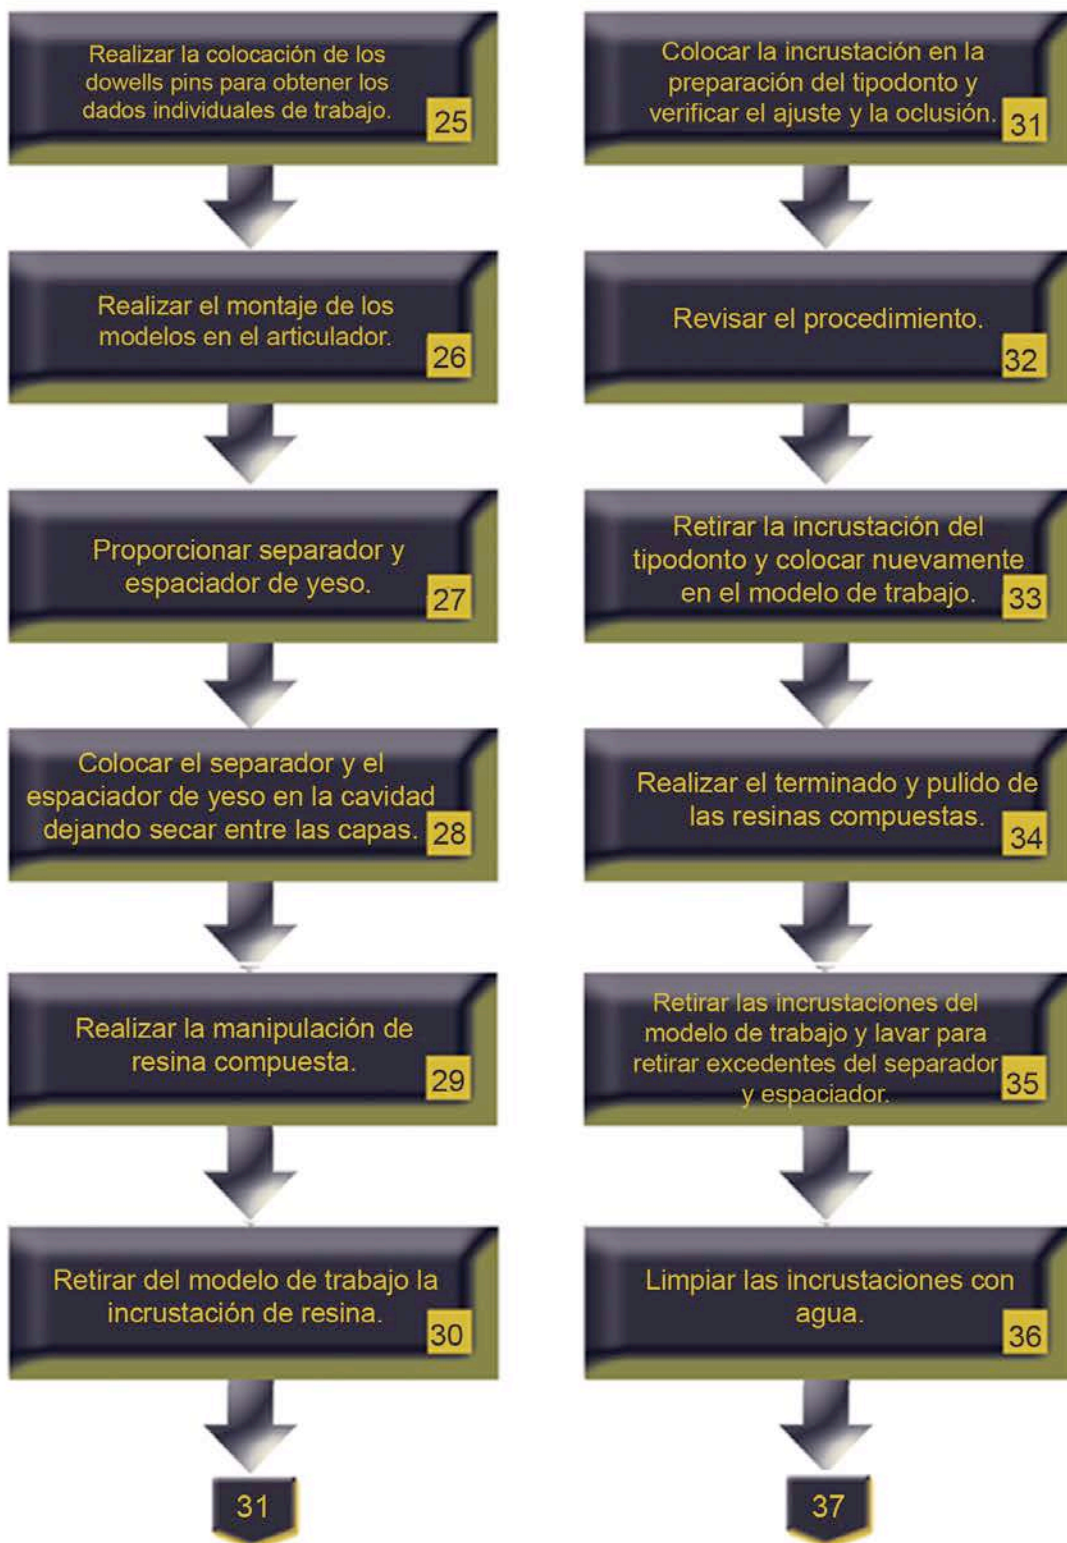 Realizar la colocación de los
dowells pins para obtener los
dados individuales de trabajo.
25
Realizar el montaje de los
modelos en el articulador.
26
Proporcionar separador y
espaciador de yeso.
27
Colocar el separador y el
espaciador de yeso en la cavidad
dejando secar entre las capas.
28
Realizar la manipulación de
resina compuesta.
29
Retirar del modelo de trabajo la
incrustación de resina.
30
31
Colocar la incrustación en la
preparación del tipodonto y
verificar el ajuste y la oclusión.
31
Revisar el procedimiento.
32
Retirar la incrustación del
tipodonto y colocar nuevamente
en el modelo de trabajo.
33
Realizar el terminado y pulido de
las resinas compuestas.
34
Retirar las incrustaciones del
modelo de trabajo y lavar para
retirar excedentes del separador
y espaciador.
35
Limpiar las incrustaciones con
agua.
36
37